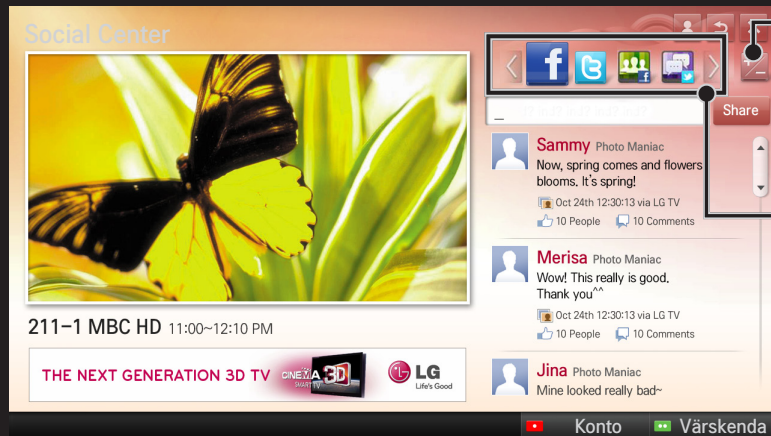 Social Center
Share
Sammy Photo Maniac
Now, spring comes and flowers
blooms. It's spring!
Oct 24th 12:30:13 via LG TV
10 People 10 Comments
Merisa Photo Maniac
Wow! This really is good.
Thank you^^
Oct 24th 12:30:13 via LG TV
10 People 10 Comments
Jina Photo Maniac
Mine looked really bad~
211-1 MBC HD 11:00~12:10 PM
THE NEXT GENERATION 3D TV CINEMA 3D SMART TV LG Life's Good
Konto Värskenda